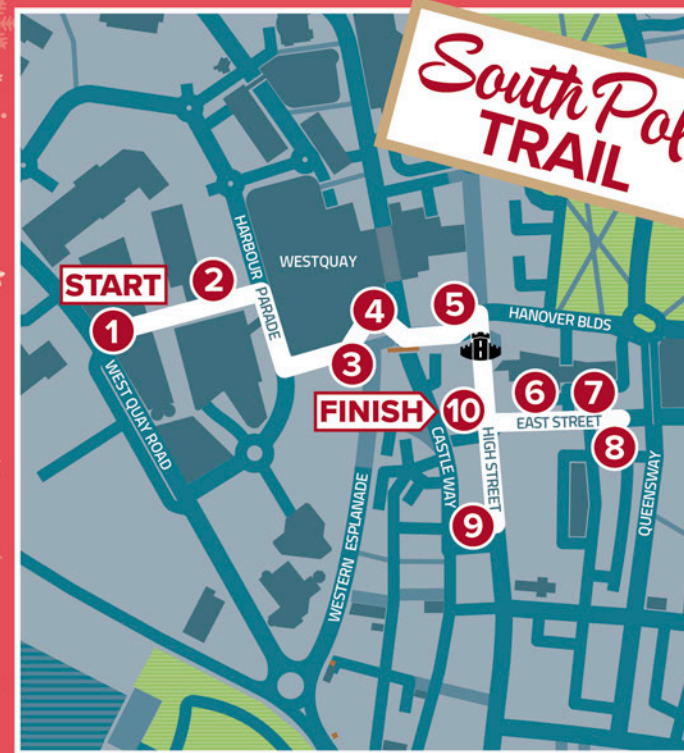 South Pol
TRAIL
HARBOUR PARADE
WESTQUAY
START
2
1
4
5
HANOVER BLDS
3
6
7
FINISH
10
EAST STREET
8
WEST QUAY ROAD
CASTLE WAY
HIGH STREET
QUEENSWAY
9
WESTERN ESPLANADE